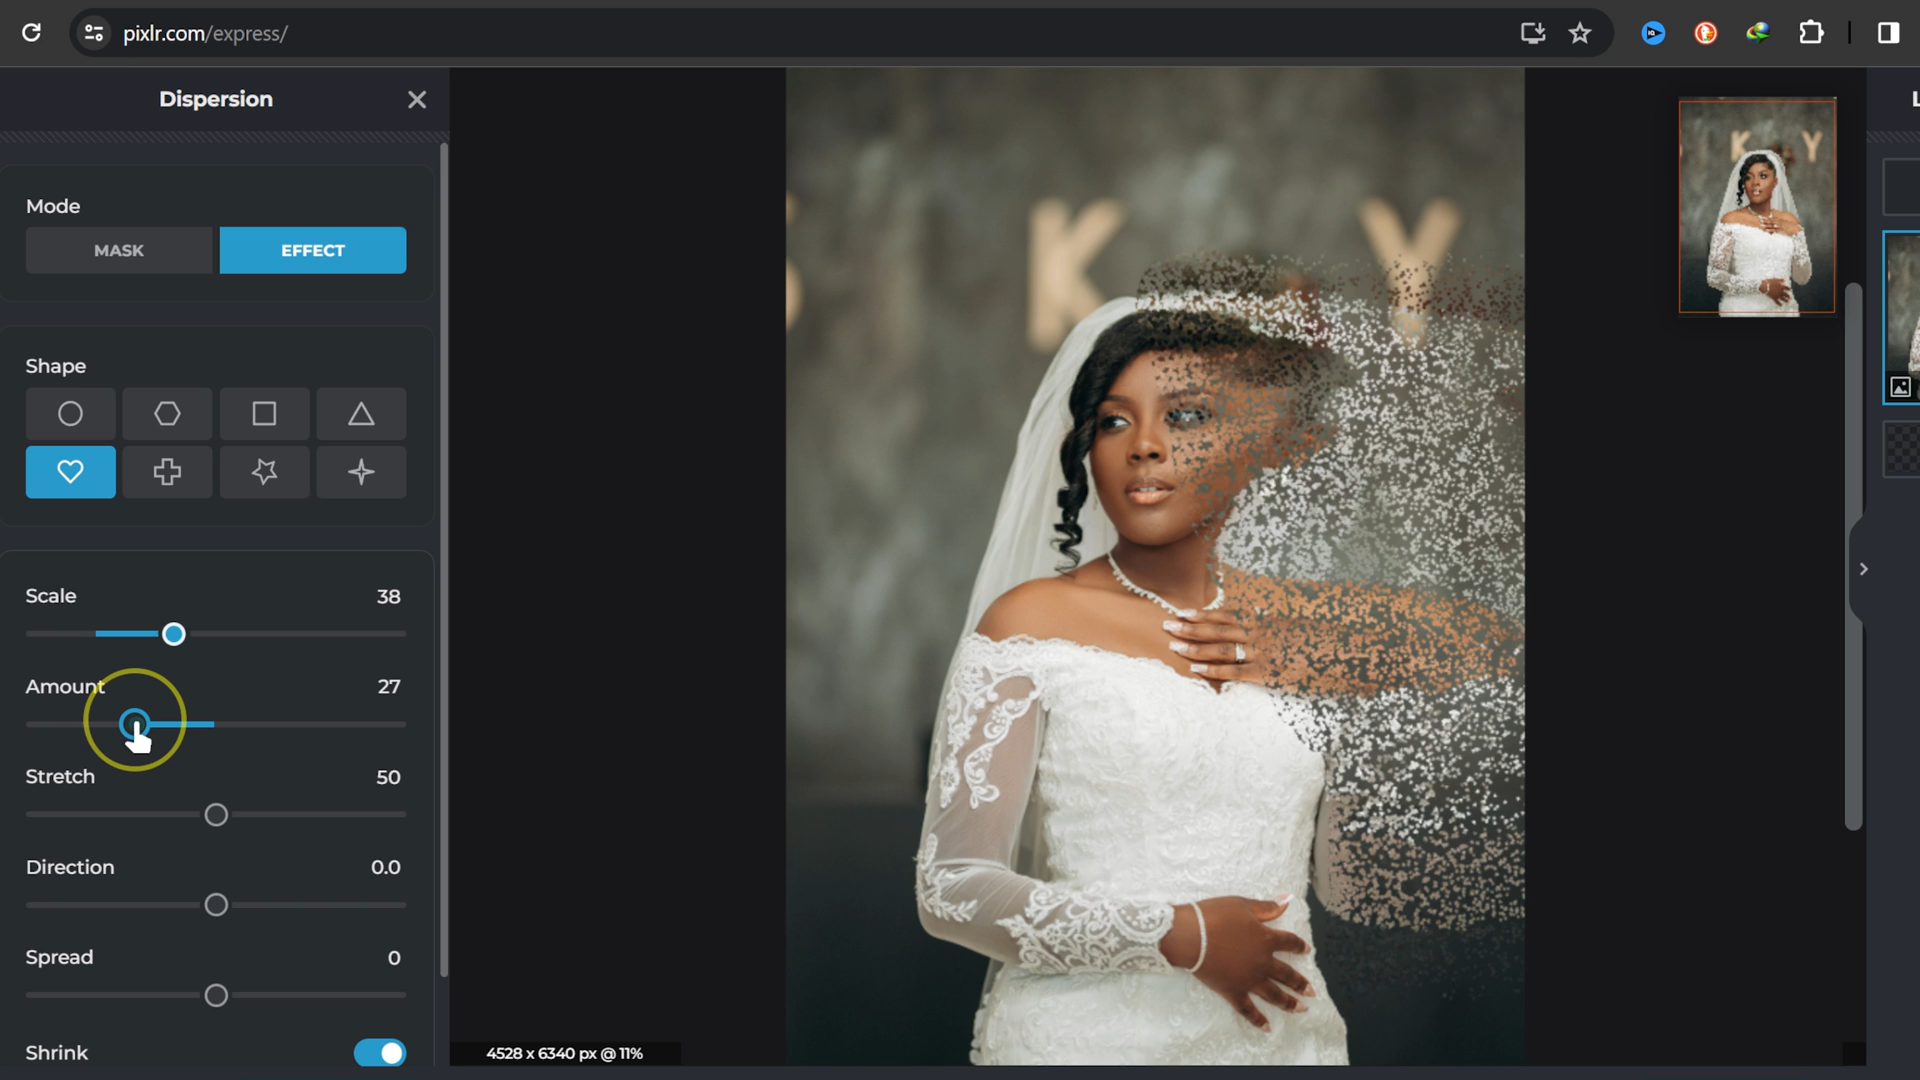 pixlr.com/express/
Dispersion
Mode
MASK
EFFECT
Shape
Scale
38
Amount
27
Stretch
50
Direction
0.0
Spread
0
Shrink
K Y
K Y
4528 x 6340 px @ 11%